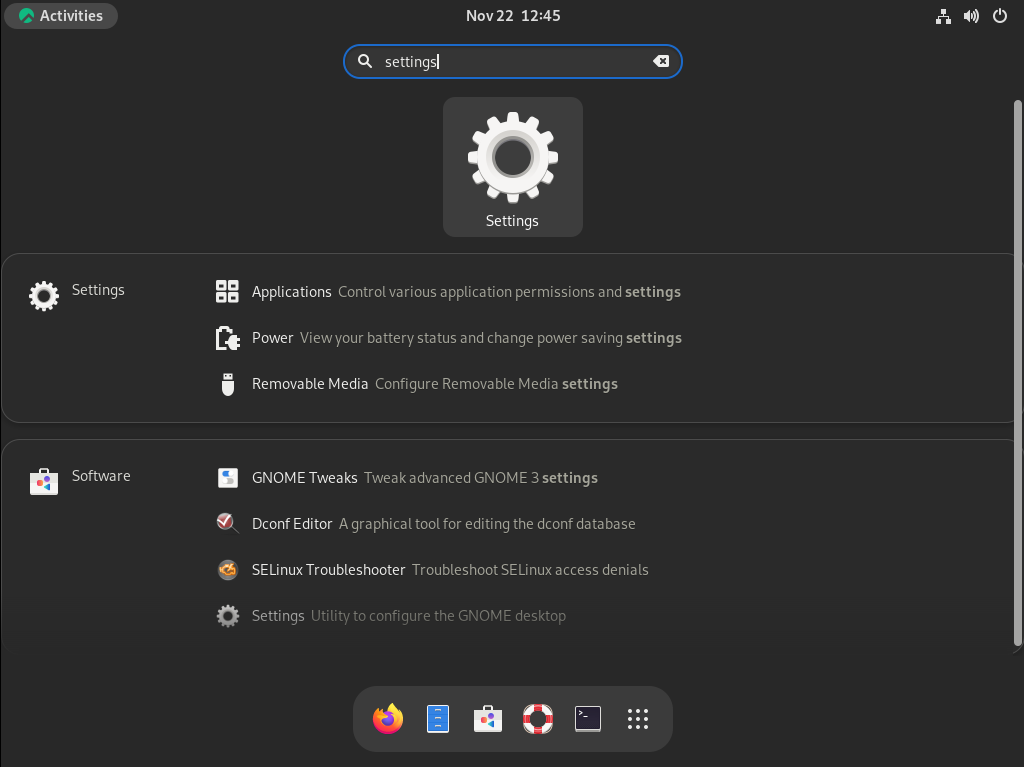 Activities
Nov 22 12:45
settings
Settings
Settings
Applications Control various application permissions and settings
Power View your battery status and change power saving settings
Removable Media Configure Removable Media settings
Software
GNOME Tweaks Tweak advanced GNOME 3 settings
Dconf Editor A graphical tool for editing the dconf database
SELinux Troubleshooter Troubleshoot SELinux access denials
Settings Utility to configure the GNOME desktop